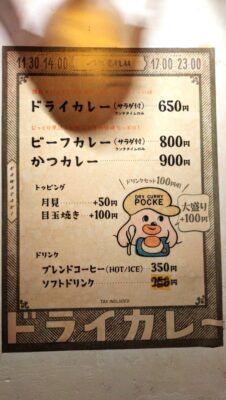 11:30-14:00
17:00-23:00
ドライカレー (サラダ付) ランチタイムのみ 650円
ビーフカレー (サラダ付) ランチタイムのみ 800円
かつカレー 900円
トッピング
月見 →+50円
目玉焼き →+100円
ドリンクセット100円引
大盛り
+100円
DRY CURRY
POCKE
ドリンク
ブレンドコーヒー(HOT/ICE) 350円
ソフトドリンク
TAX INCLUDED
ドライカレー